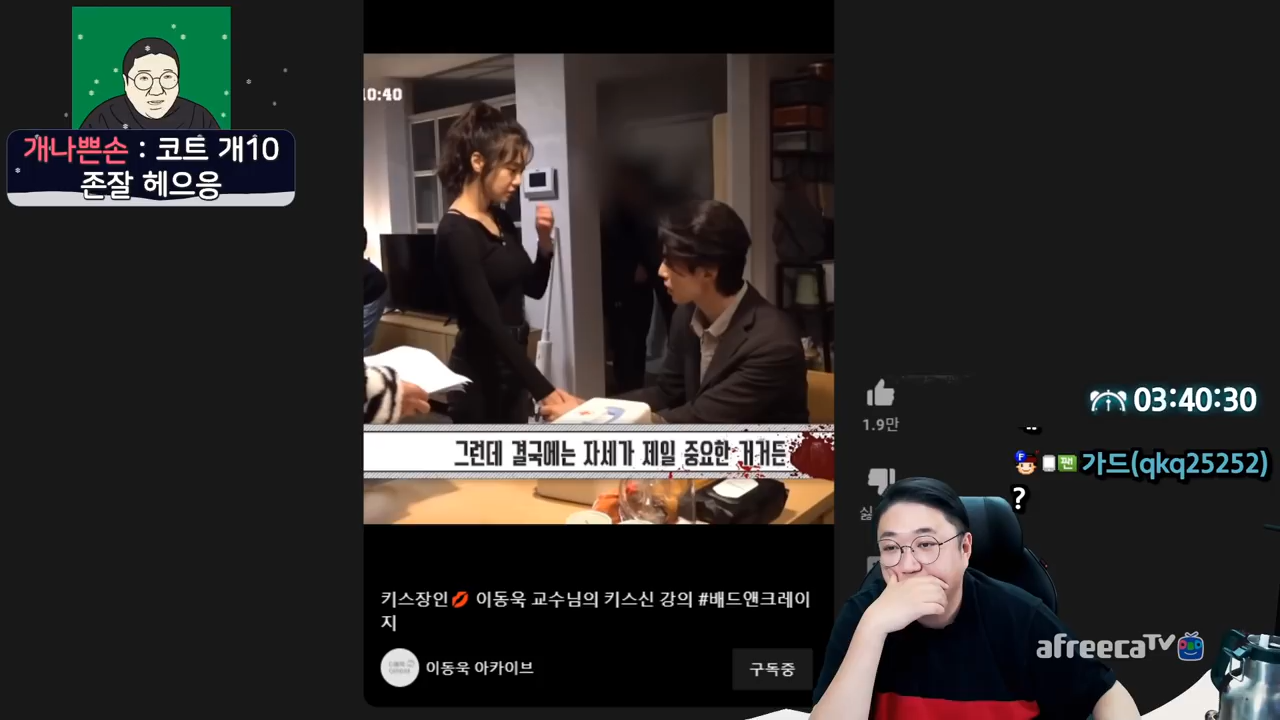 개나쁜손 : 코트 개10
존잘 헤으응
10:40
그런데 결국에는 자세가 제일 중요한 거거든
1.9만
03:40:30
F 팬 가드(qkq25252)
?
싫
키스장인💋 이동욱 교수님의 키스신 강의 #배드앤크레이
지
이동욱 아카이브
구독중
afreecaTV